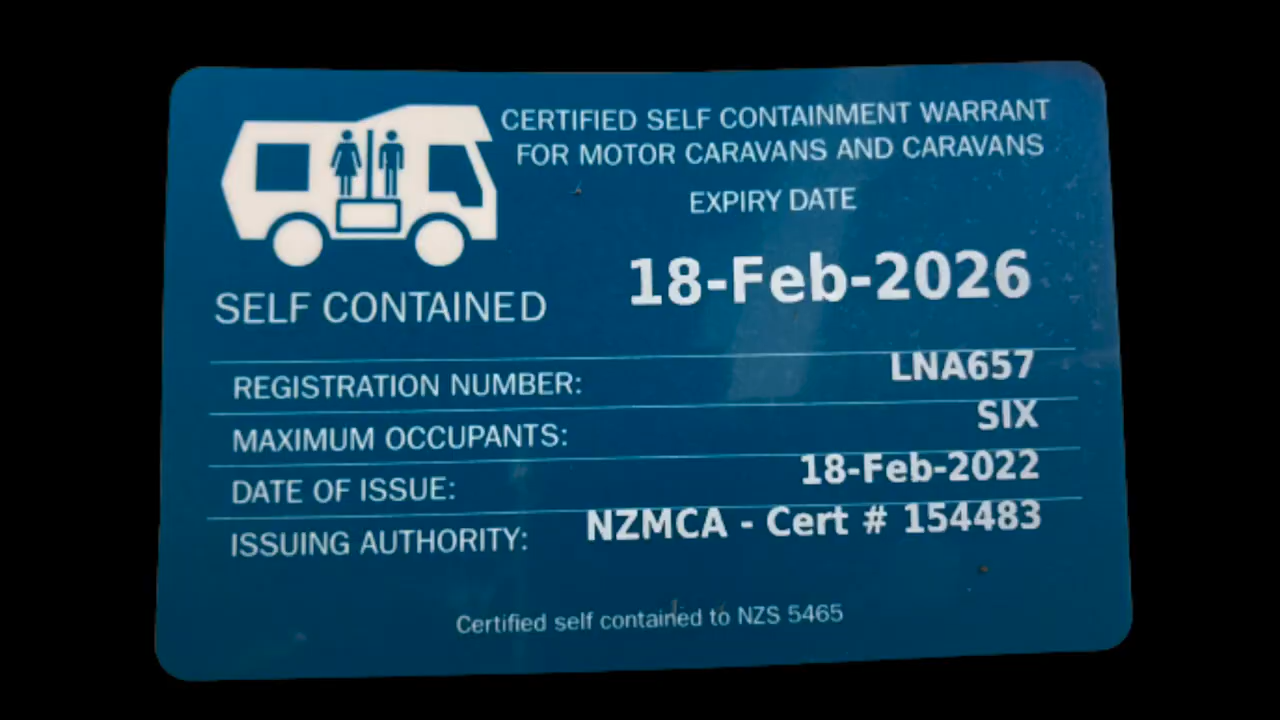 CERTIFIED SELF CONTAINMENT WARRANT
FOR MOTOR CARAVANS AND CARAVANS
EXPIRY DATE
18-Feb-2026
SELF CONTAINED
REGISTRATION NUMBER: LNA657
MAXIMUM OCCUPANTS: SIX
DATE OF ISSUE: 18-Feb-2022
ISSUING AUTHORITY: NZMCA - Cert # 154483
Certified self contained to NZS 5465